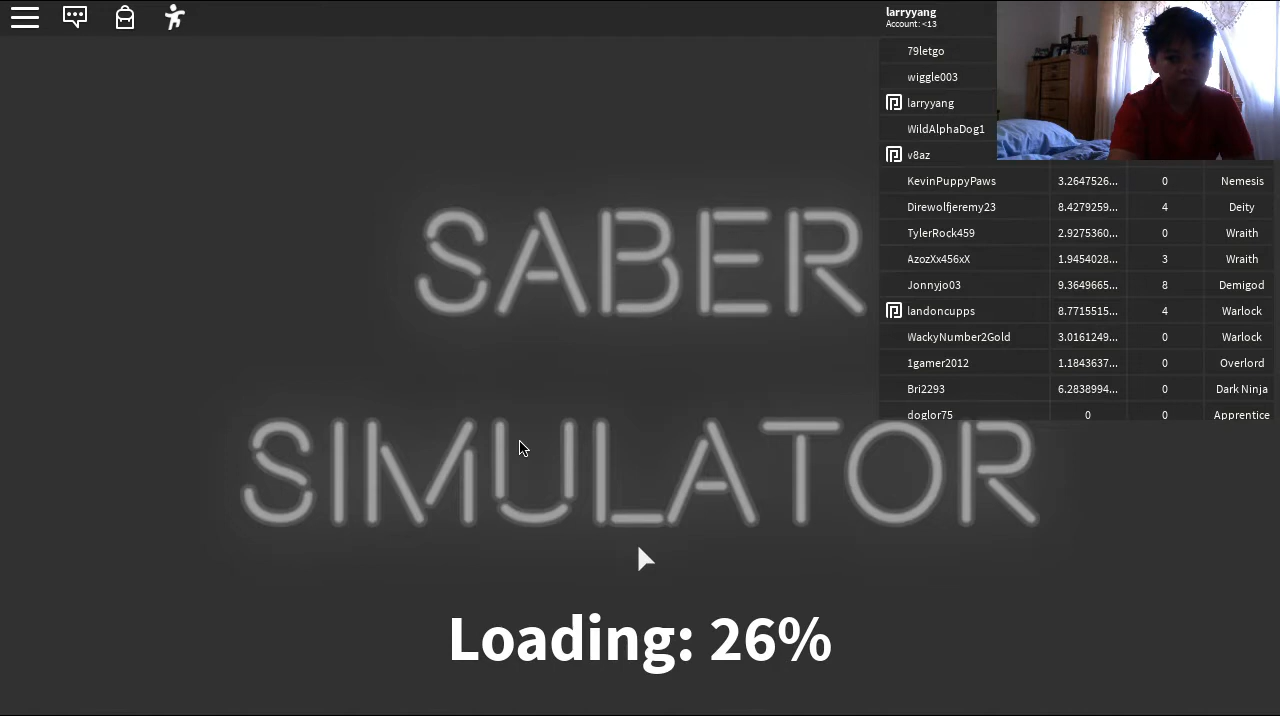 larryyang
Account: <13
79letgo
wiggle003
larryyang
WildAlphaDog1
v8az
KevinPuppyPaws 3.2647526... 0 Nemesis
Direwolfjeremy23 8.4279259... 4 Deity
TylerRock459 2.9275360... 0 Wraith
AzozXx456xX 1.9454028... 3 Wraith
Jonnyjo03 9.3649665... 8 Demigod
landoncupps 8.7715515... 4 Warlock
WackyNumber2Gold 3.0161249... 0 Warlock
1gamer2012 1.1843637... 0 Overlord
Bri2293 6.2838994... 0 Dark Ninja
doglor75 0 0 Apprentice
SABER
SIMULATOR
Loading: 26%